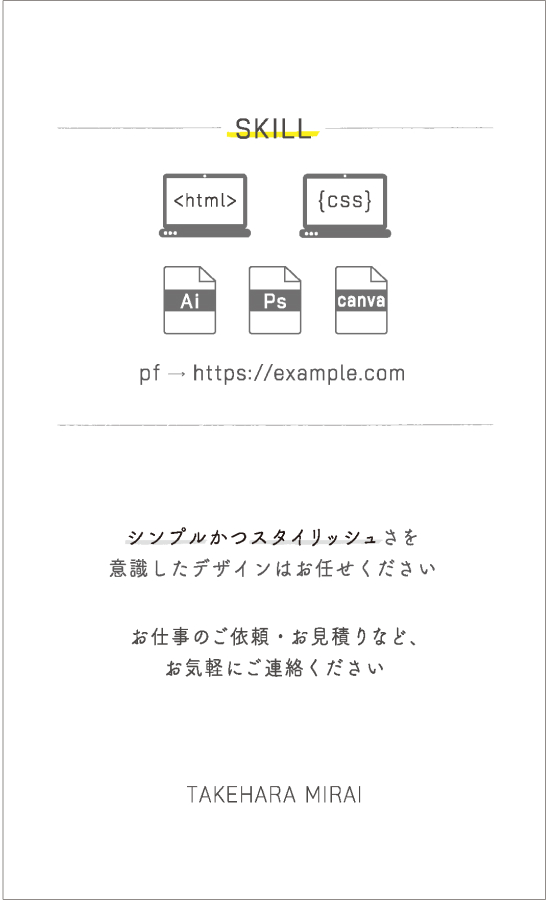 SKILL
<html> {css}
Ai Ps canva
pf → https://example.com
シンプルかつスタイリッシュさを
意識したデザインはお任せください
お仕事のご依頼・お見積りなど、
お気軽にご連絡ください
TAKEHARA MIRAI